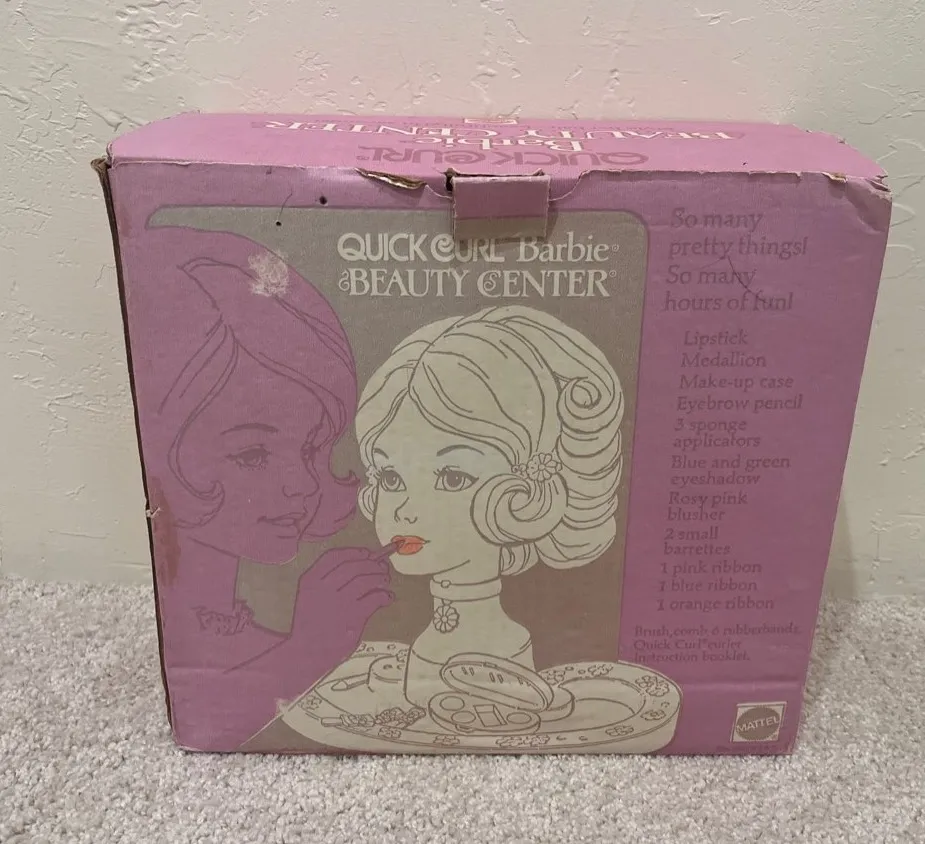 QUICK CURL
Barbie
BEAUTY CENTER
QUICK CURL Barbie®
BEAUTY CENTER®
So many
pretty things!
So many
hours of fun!
Lipstick
Medallion
Make-up case
Eyebrow pencil
3 sponge
applicators
Blue and green
eyeshadow
Rosy pink
blusher
2 small
barrettes
1 pink ribbon
1 blue ribbon
1 orange ribbon
Brush, comb & rubberbands.
Quick Curl® curler
Instruction booklet.
MATTEL